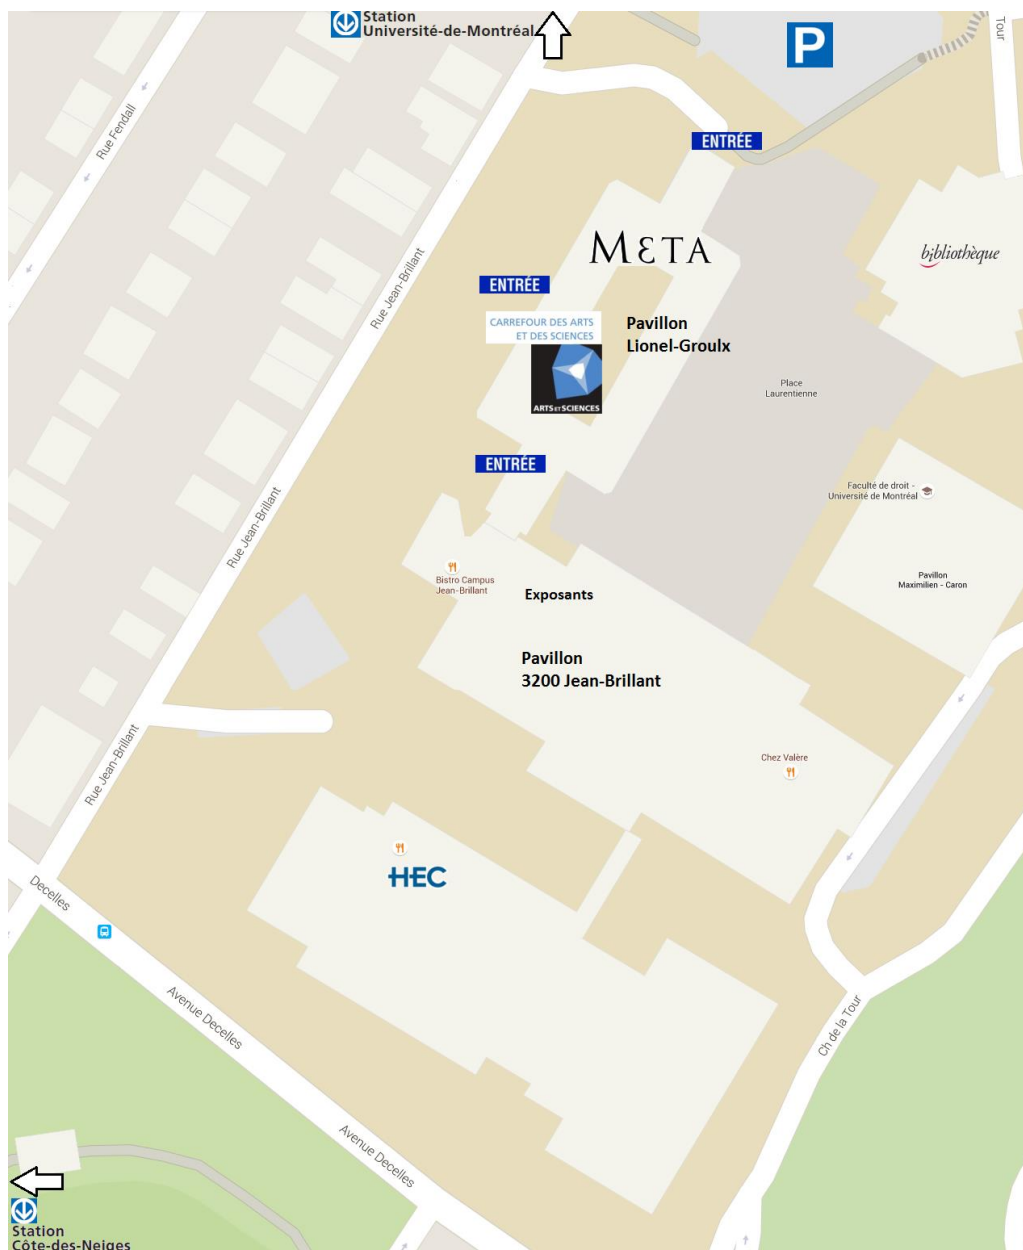 Station
Université-de-Montréal
P
Tour
Rue Fendall
ENTRÉE
META
bibliothèque
Rue Jean-Brillant
ENTRÉE
CARREFOUR DES ARTS
ET DES SCIENCES
Pavillon
Lionel-Groulx
ARTS ET SCIENCES
Place
Laurentienne
ENTRÉE
Faculté de droit -
Université de Montréal
Rue Jean-Brillant
Bistro Campus
Jean-Brillant
Exposants
Pavillon
Maximilien - Caron
Pavillon
3200 Jean-Brillant
Rue Jean-Brillant
Chez Valère
HEC
Decelles
Avenue Decelles
Ch de la Tour
Avenue Decelles
Station
Côte-des-Neiges